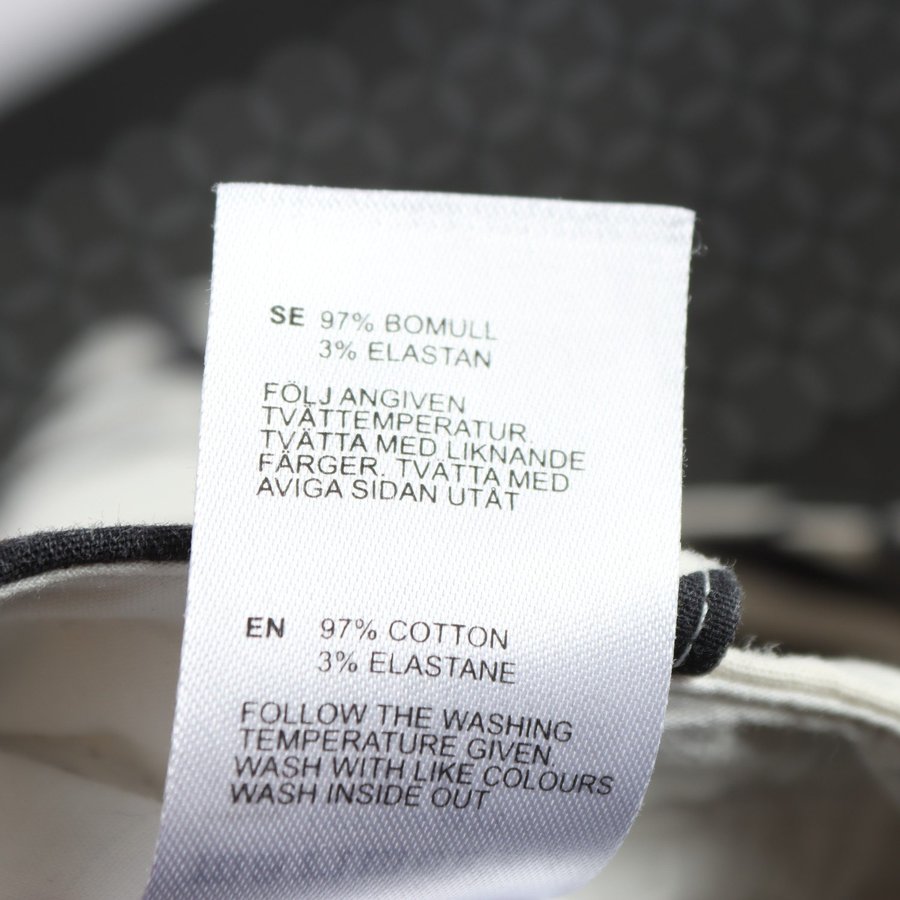 SE 97% BOMULL
3% ELASTAN
FÖLJ ANGIVEN
TVÄTTEMPERATUR.
TVÄTTA MED LIKNANDE
FÄRGER. TVÄTTA MED
AVIGA SIDAN UTÅT
EN 97% COTTON
3% ELASTANE
FOLLOW THE WASHING
TEMPERATURE GIVEN
WASH WITH LIKE COLOURS
WASH INSIDE OUT